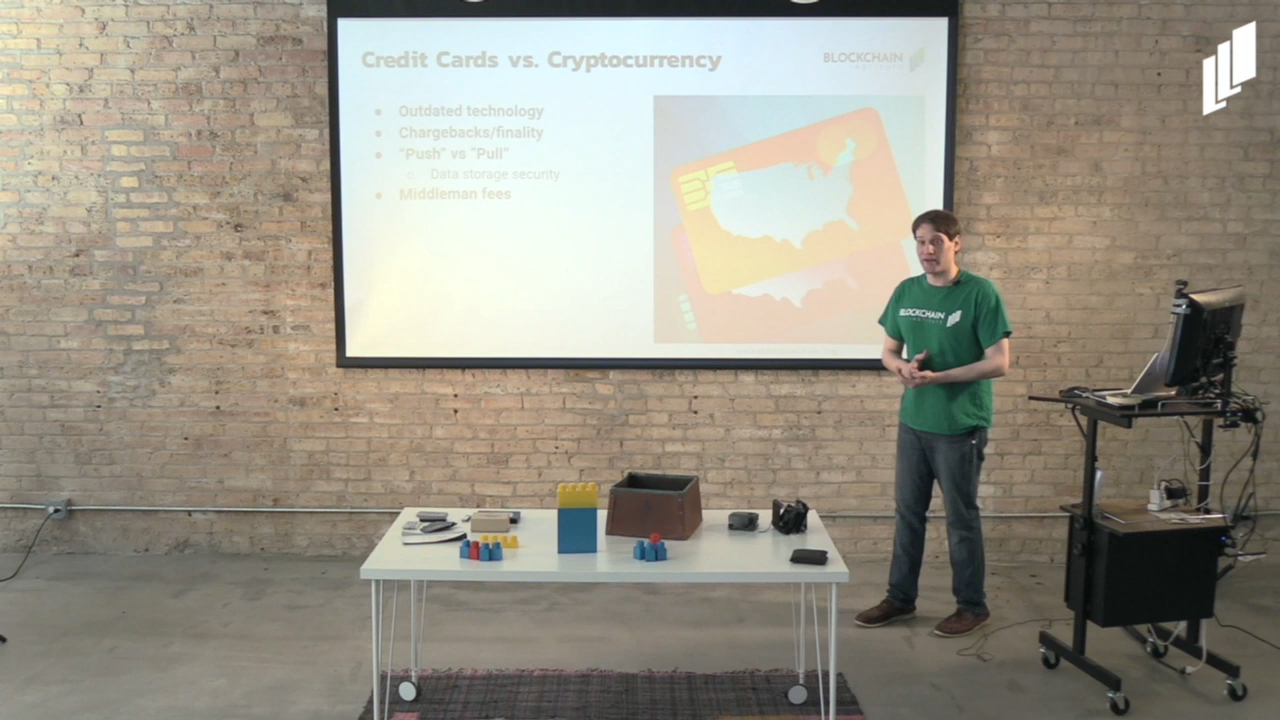 Credit Cards vs. Cryptocurrency
BLOCKCHAIN
Outdated technology
Chargebacks/finality
"Push" vs "Pull"
Data storage security
Middleman fees
BLOCKCHAIN